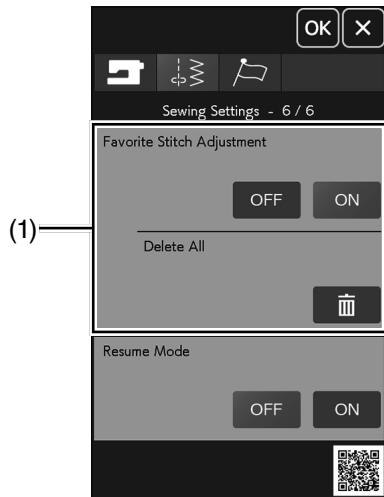 OK
Sewing Settings - 6 / 6
Favorite Stitch Adjustment
OFF ON
(1)
Delete All
Resume Mode
OFF ON